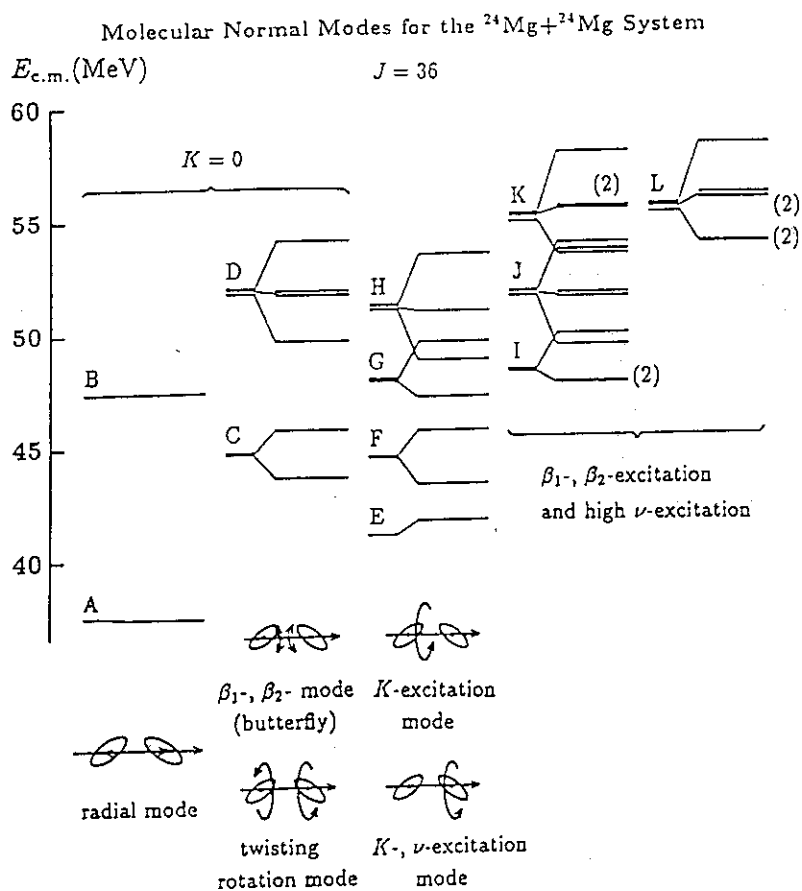 Molecular Normal Modes for the ²⁴Mg+²⁴Mg System
E_c.m.(MeV)
J = 36
60
K = 0
K
(2)
L
55
(2)
(2)
D
H
J
50
G
I
B
(2)
C
F
45
β₁-, β₂-excitation
and high ν-excitation
E
40
A
β₁-, β₂- mode
(butterfly)
K-excitation
mode
radial mode
twisting
rotation mode
K-, ν-excitation
mode